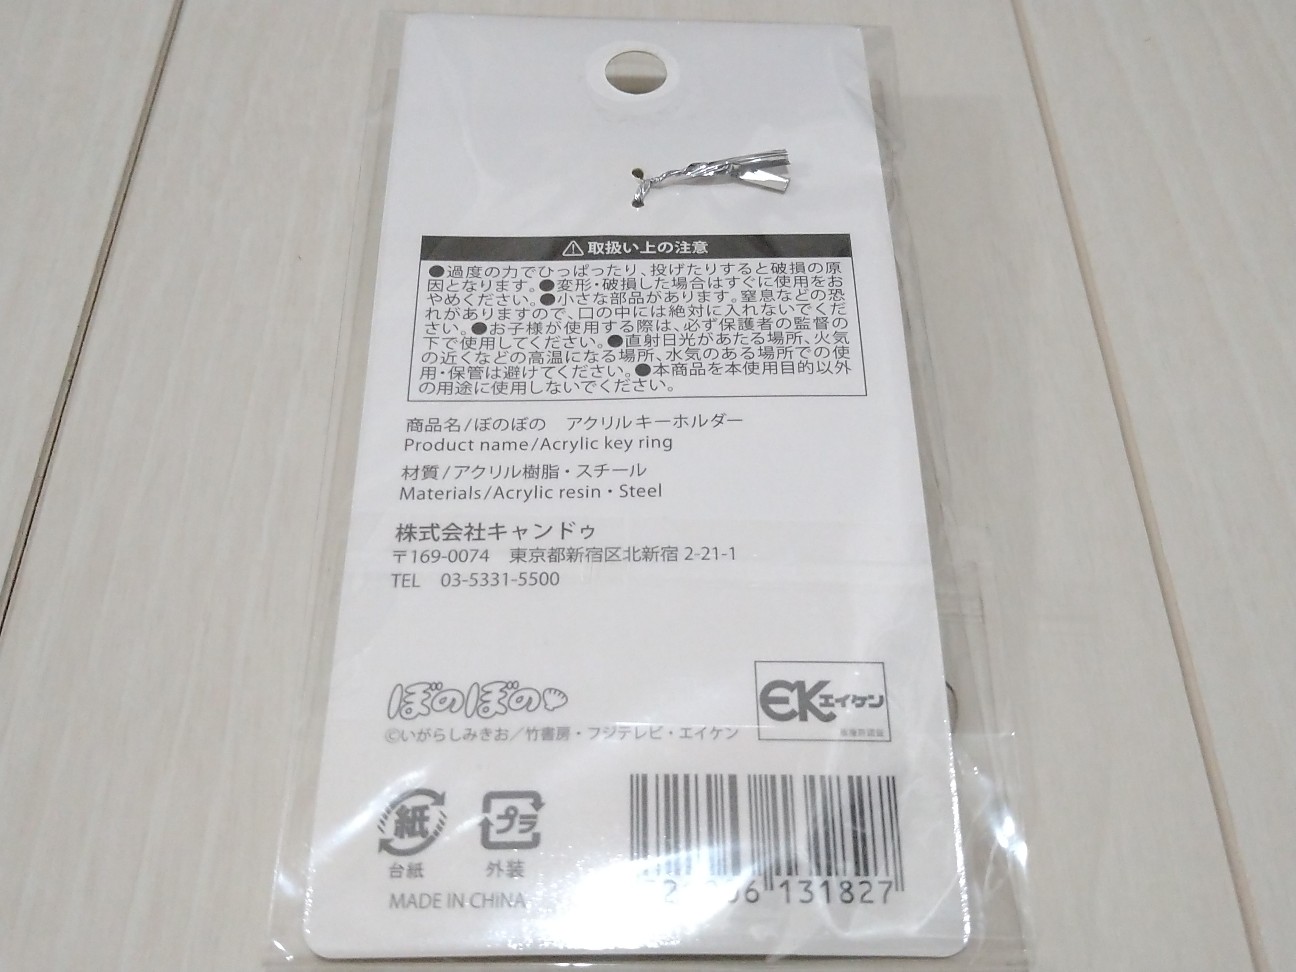 ⚠取扱い上の注意
●過度の力でひっぱったり、投げたりすると破損の原
因となります。●変形・破損した場合はすぐに使用をお
やめください。●小さな部品があります。窒息などの恐
れがありますので、口の中には絶対に入れないでくだ
さい。●お子様が使用する際は、必ず保護者の監督の
下で使用してください。●直射日光があたる場所、火気
の近くなどの高温になる場所、水気のある場所での使
用・保管は避けてください。●本商品を本使用目的以外
の用途に使用しないでください。
商品名/ぼのぼの　アクリルキーホルダー
Product name/Acrylic key ring
材質/アクリル樹脂・スチール
Materials/Acrylic resin・Steel
株式会社キャンドゥ
〒169-0074　東京都新宿区北新宿 2-21-1
TEL　03-5331-5500
ぼのぼの
©いがらしみきお／竹書房・フジテレビ・エイケン
EKエイケン
紙
台紙
プラ
外装
MADE IN CHINA
131827